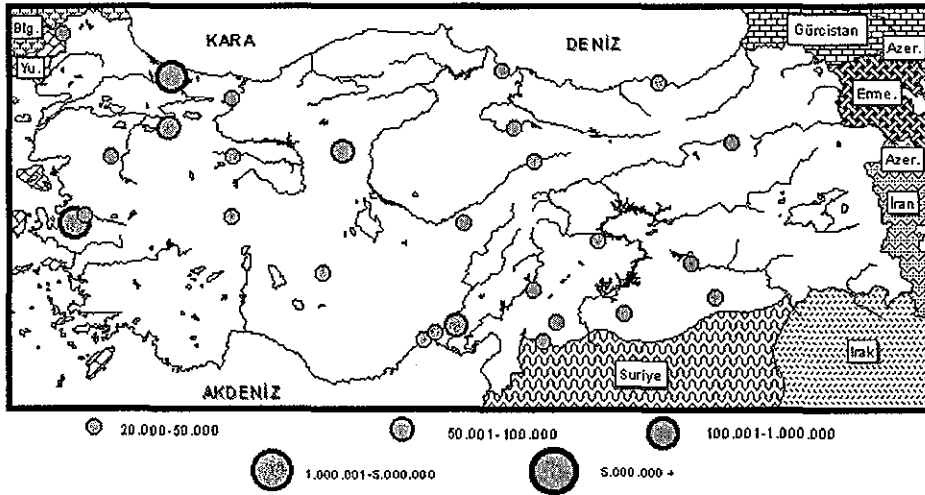 Blg.
KARA
DENİZ
Gürcistan
Azer.
Yu.
Erme.
Azer.
İran
AKDENİZ
Suriye
Irak
20.000-50.000
50.001-100.000
100.001-1.000.000
1.000.001-5.000.000
5.000.000 +